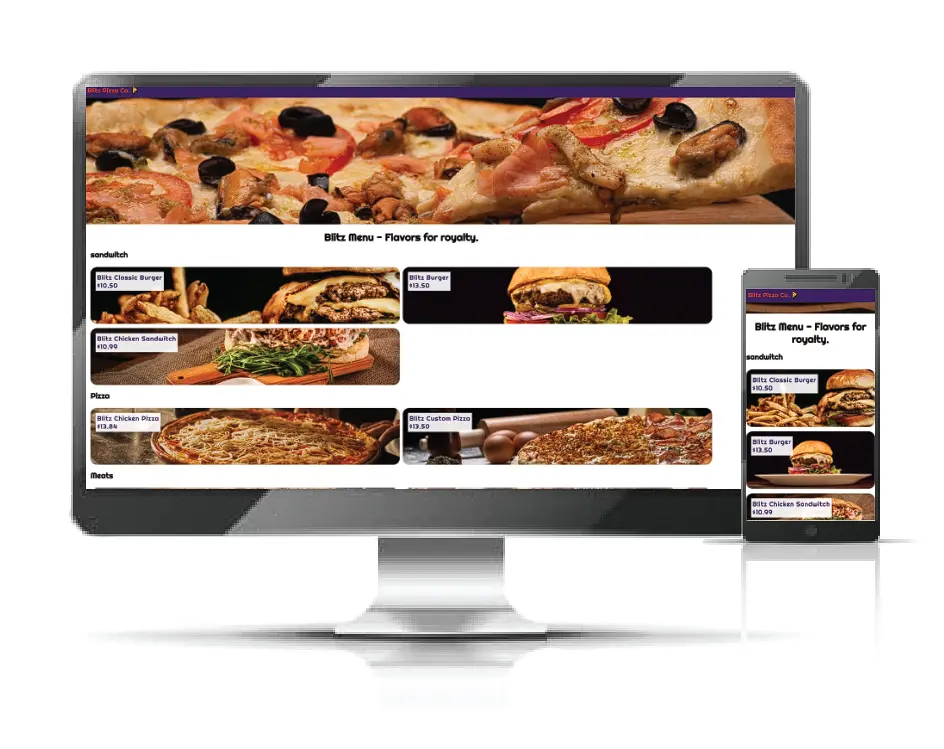 Blitz Pizza Co.
Blitz Menu - Flavors for royalty.
sandwitch
Blitz Classic Burger
$10.50
Blitz Burger
$13.50
Blitz Chicken Sandwitch
$10.99
Pizza
Blitz Chicken Pizza
$13.84
Blitz Custom Pizza
$13.50
Meats
Blitz Pizza Co.
Blitz Menu - Flavors for
royalty.
sandwitch
Blitz Classic Burger
$10.50
Blitz Burger
$13.50
Blitz Chicken Sandwitch
$10.99